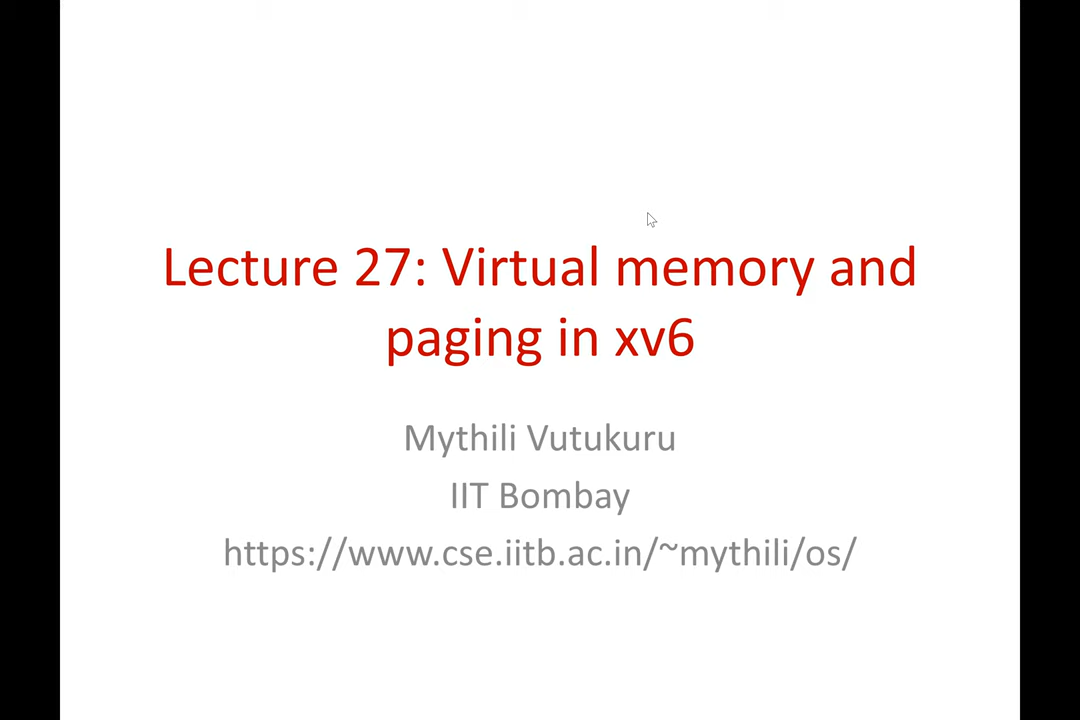 Lecture 27: Virtual memory and
paging in xv6
Mythili Vutukuru
IIT Bombay
https://www.cse.iitb.ac.in/~mythili/os/